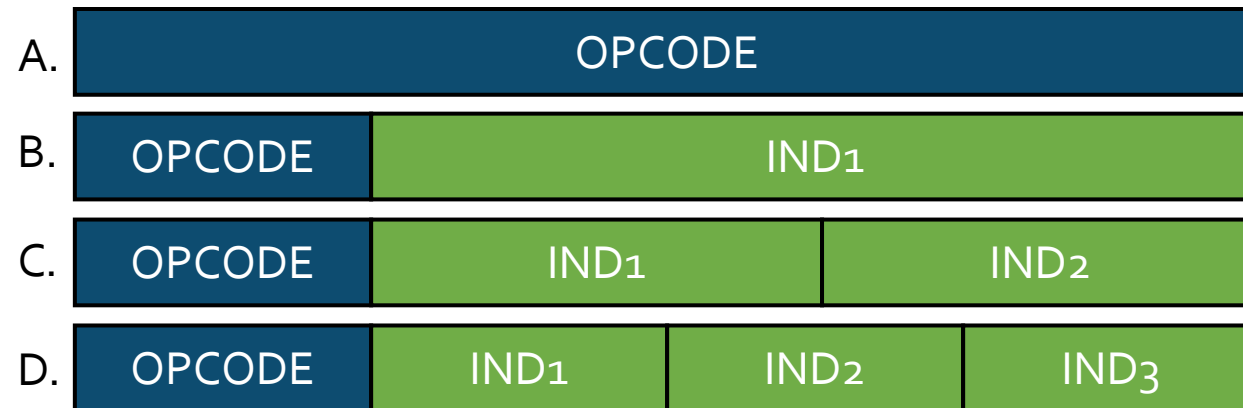 A. OPCODE
B. OPCODE IND1
C. OPCODE IND1 IND2
D. OPCODE IND1 IND2 IND3